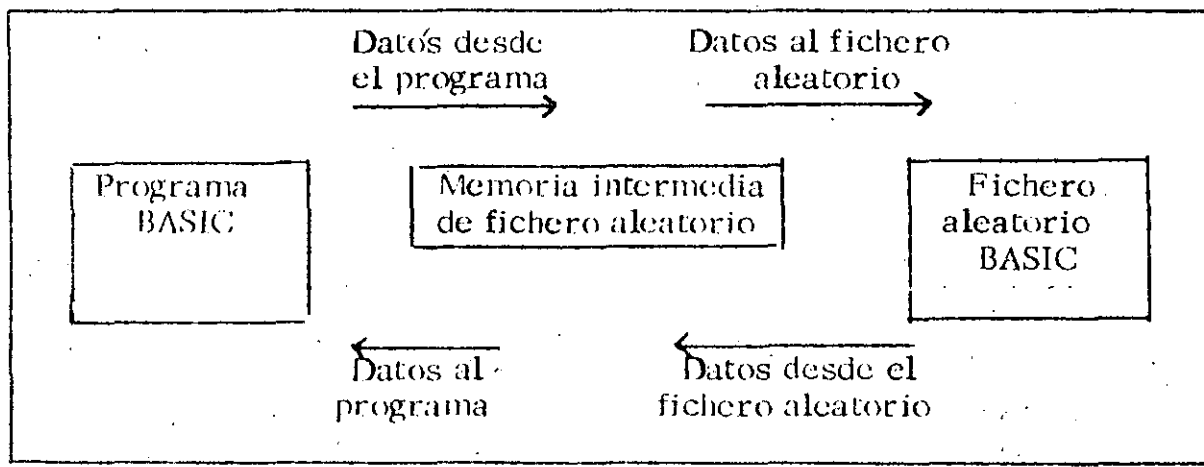 Datos desde
el programa
Datos al fichero
aleatorio
Programa
BASIC
Memoria intermedia
de fichero aleatorio
Fichero
aleatorio
BASIC
Datos al
programa
Datos desde el
fichero aleatorio